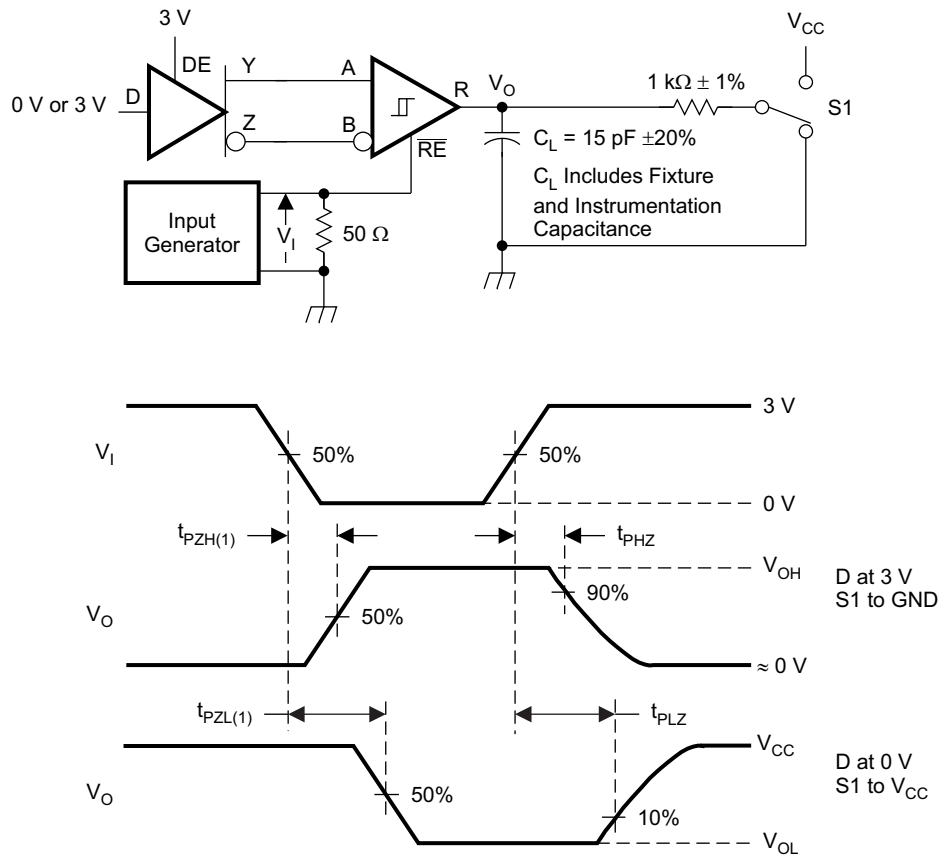 3 V
V_CC
DE Y A
D
0 V or 3 V
R V_O
1 kΩ ± 1%
S1
Z B
R̅E̅
C_L = 15 pF ±20%
C_L Includes Fixture
and Instrumentation
Capacitance
Input
Generator
V_I
50 Ω
3 V
V_I
50%
50%
0 V
t_PZH(1)
t_PHZ
V_OH
D at 3 V
S1 to GND
90%
V_O
50%
≈ 0 V
t_PZL(1)
t_PLZ
V_CC
D at 0 V
S1 to V_CC
V_O
50%
10%
V_OL